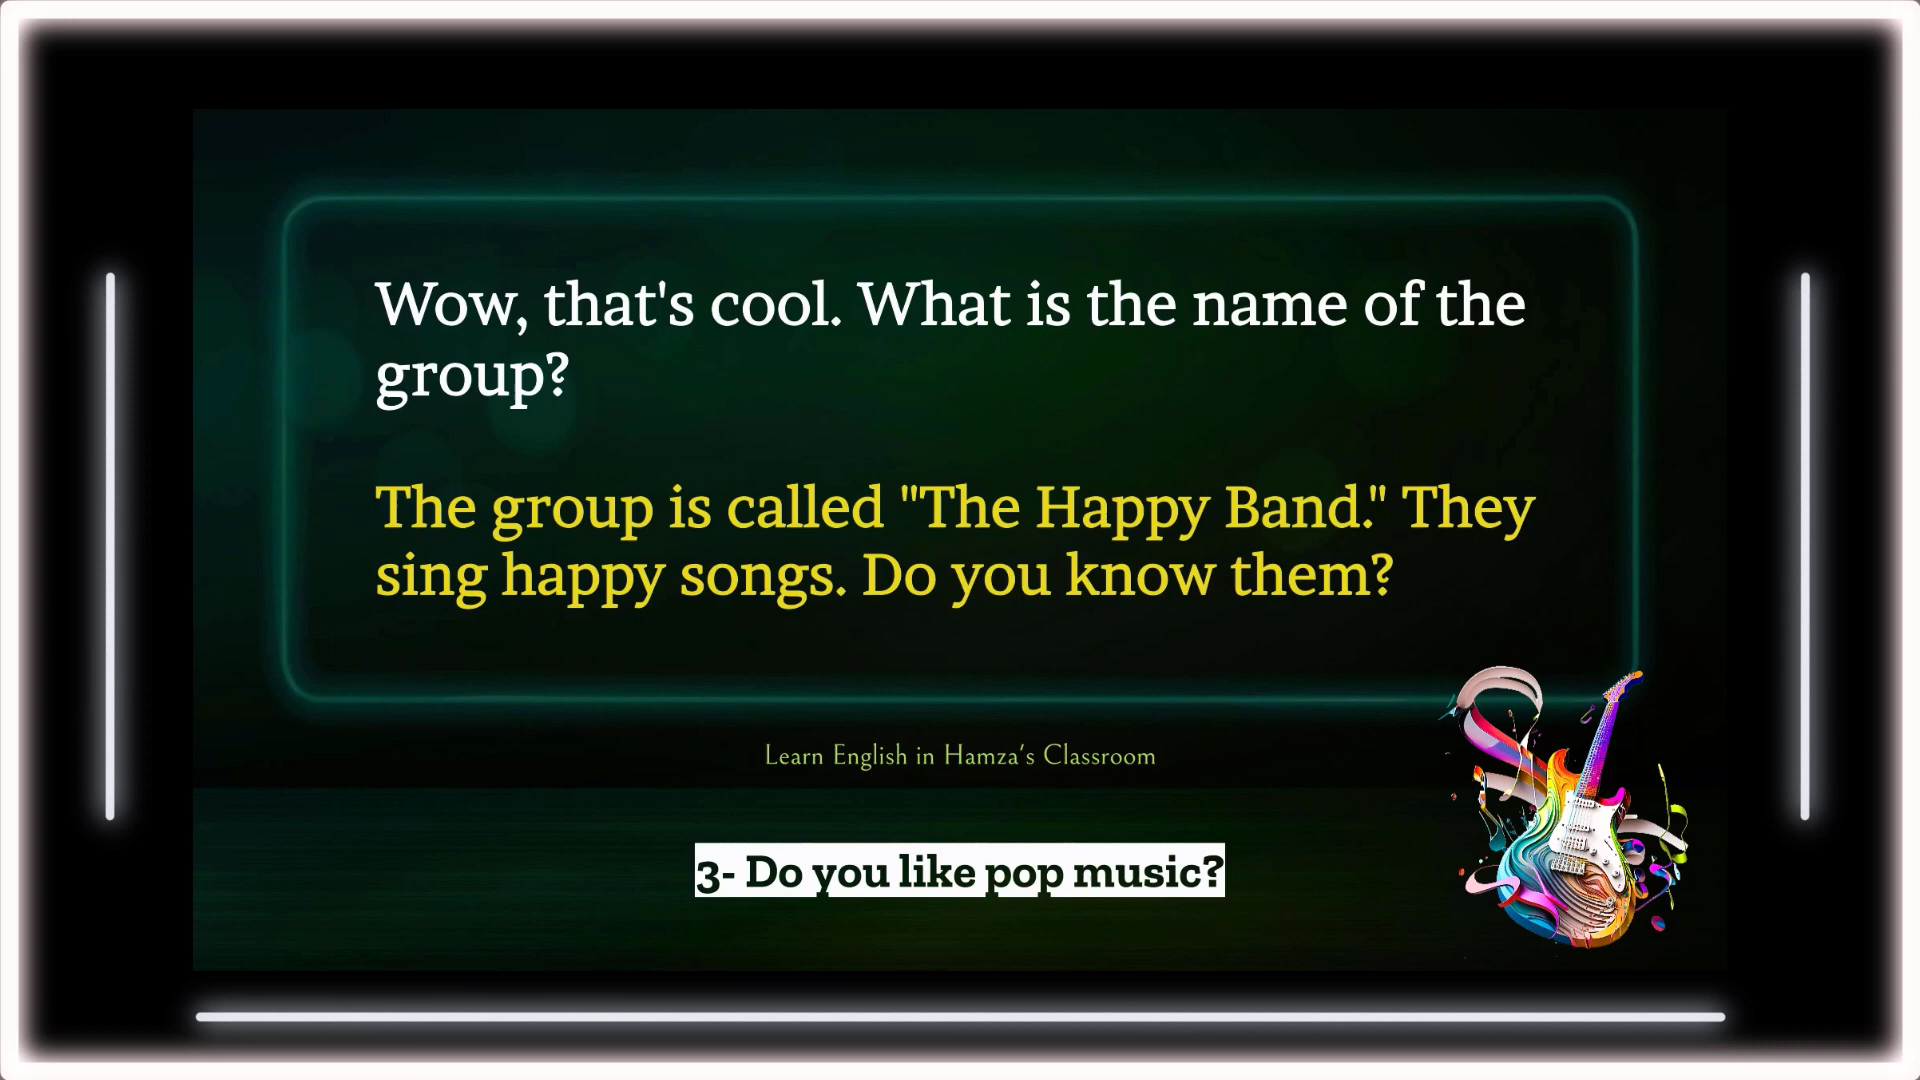 Wow, that's cool. What is the name of the
group?
The group is called "The Happy Band." They
sing happy songs. Do you know them?
Learn English in Hamza's Classroom
3- Do you like pop music?